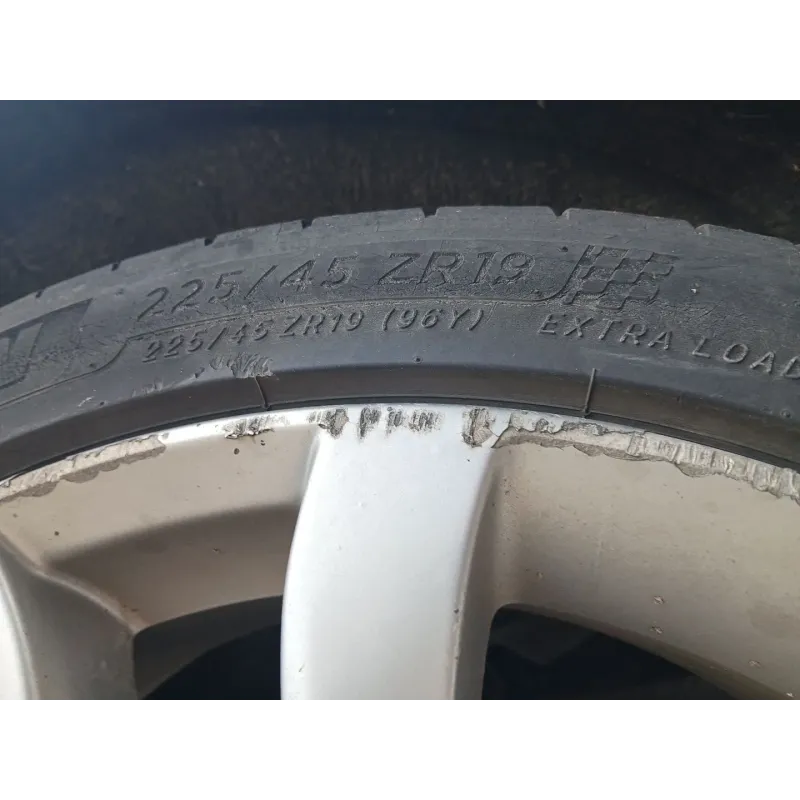 225/45 ZR19
225/45 ZR19 (96Y) EXTRA LOAD